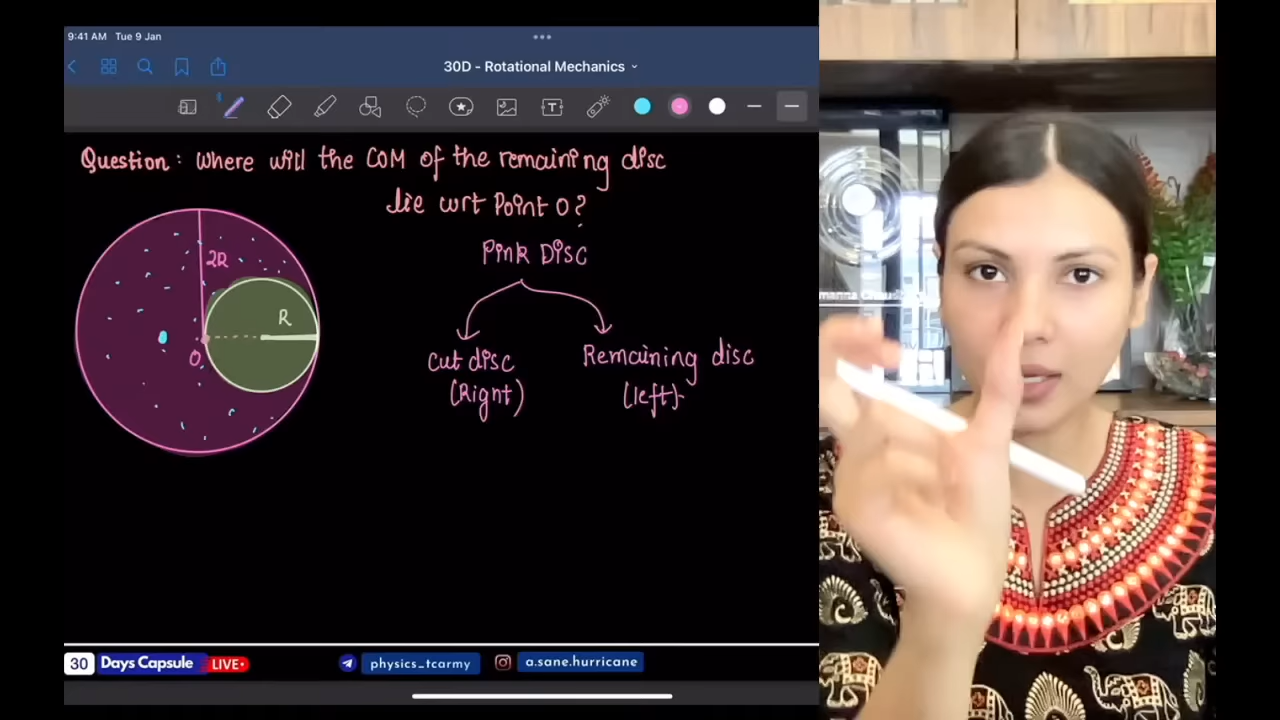 9:41 AM Tue 9 Jan
30D - Rotational Mechanics
Question: Where will the COM of the remaining disc
lie wrt Point O?
Pink Disc
2R
R
O
Cut disc
Remaining disc
(Right)
(left)
30 Days Capsule LIVE
physics_tcarmy
a.sane.hurricane